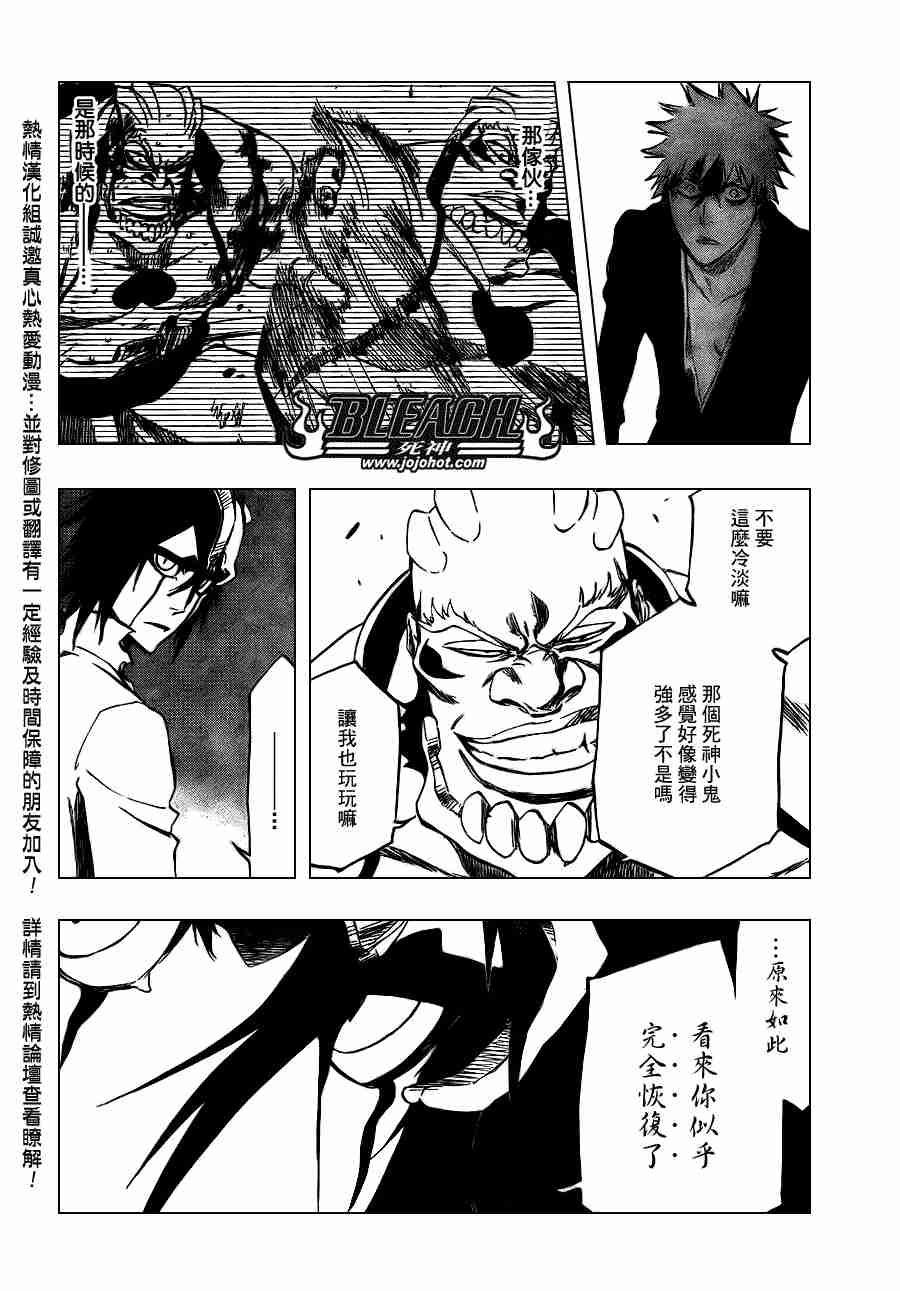 那傢伙…
是那時候的——…
BLEACH
死神
www.jojohot.com
不要
這麼冷淡嘛
那個死神小鬼
感覺好像變得
強多了不是嗎
讓我也玩玩嘛
——……
…原來如此
看來你似乎
完全恢復了
熱情漢化組誠邀真心熱愛動漫…並對修圖或翻譯有一定經驗及時間保障的朋友加入！ 詳情請到熱情論壇查看瞭解！